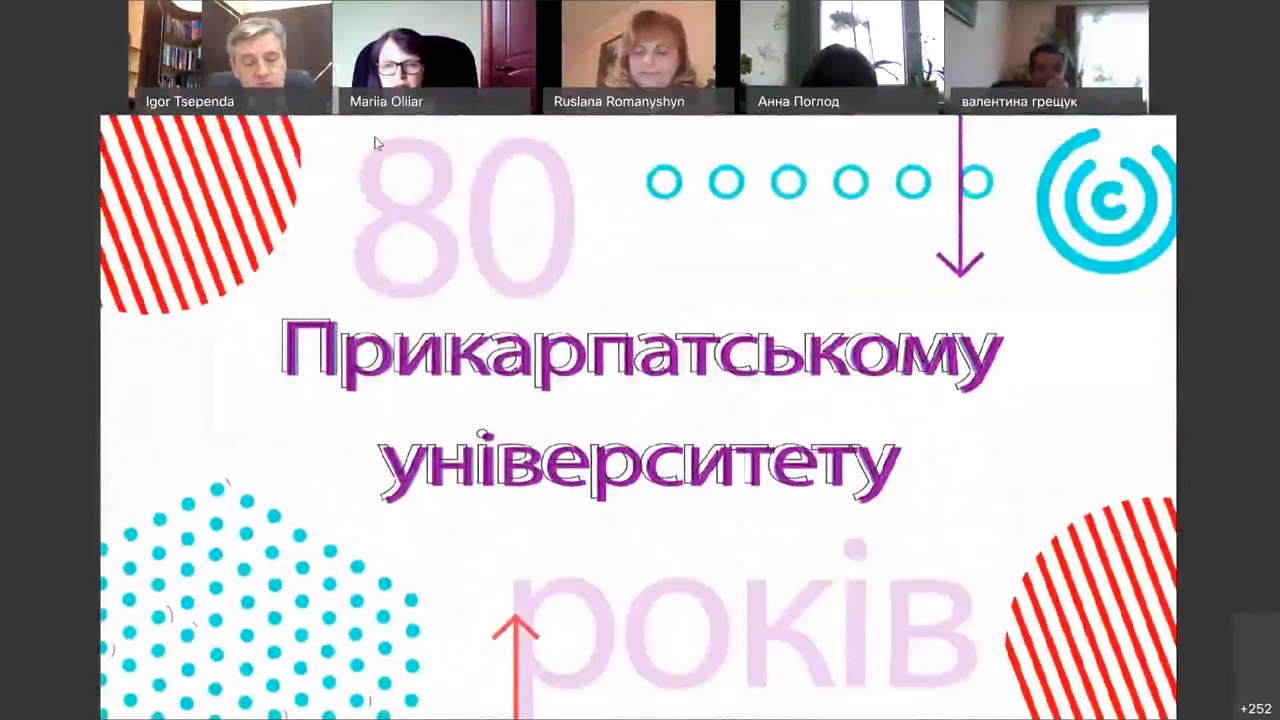 Igor Tsependa
Mariia Oliiar
Ruslana Romanyshyn
Анна Поглод
валентина грещук
80
Прикарпатському
університету
років
+252